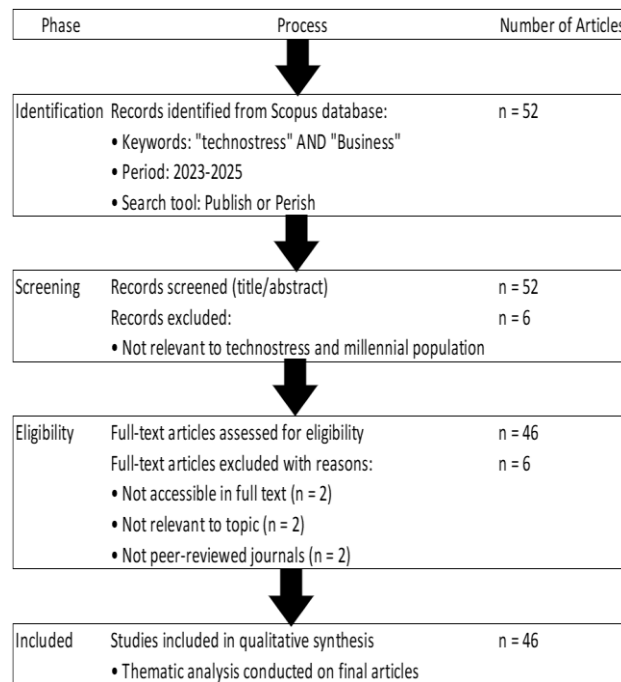 Phase Process Number of Articles
Identification Records identified from Scopus database: n = 52
• Keywords: "technostress" AND "Business"
• Period: 2023-2025
• Search tool: Publish or Perish
Screening Records screened (title/abstract) n = 52
Records excluded: n = 6
• Not relevant to technostress and millennial population
Eligibility Full-text articles assessed for eligibility n = 46
Full-text articles excluded with reasons: n = 6
• Not accessible in full text (n = 2)
• Not relevant to topic (n = 2)
• Not peer-reviewed journals (n = 2)
Included Studies included in qualitative synthesis n = 46
• Thematic analysis conducted on final articles